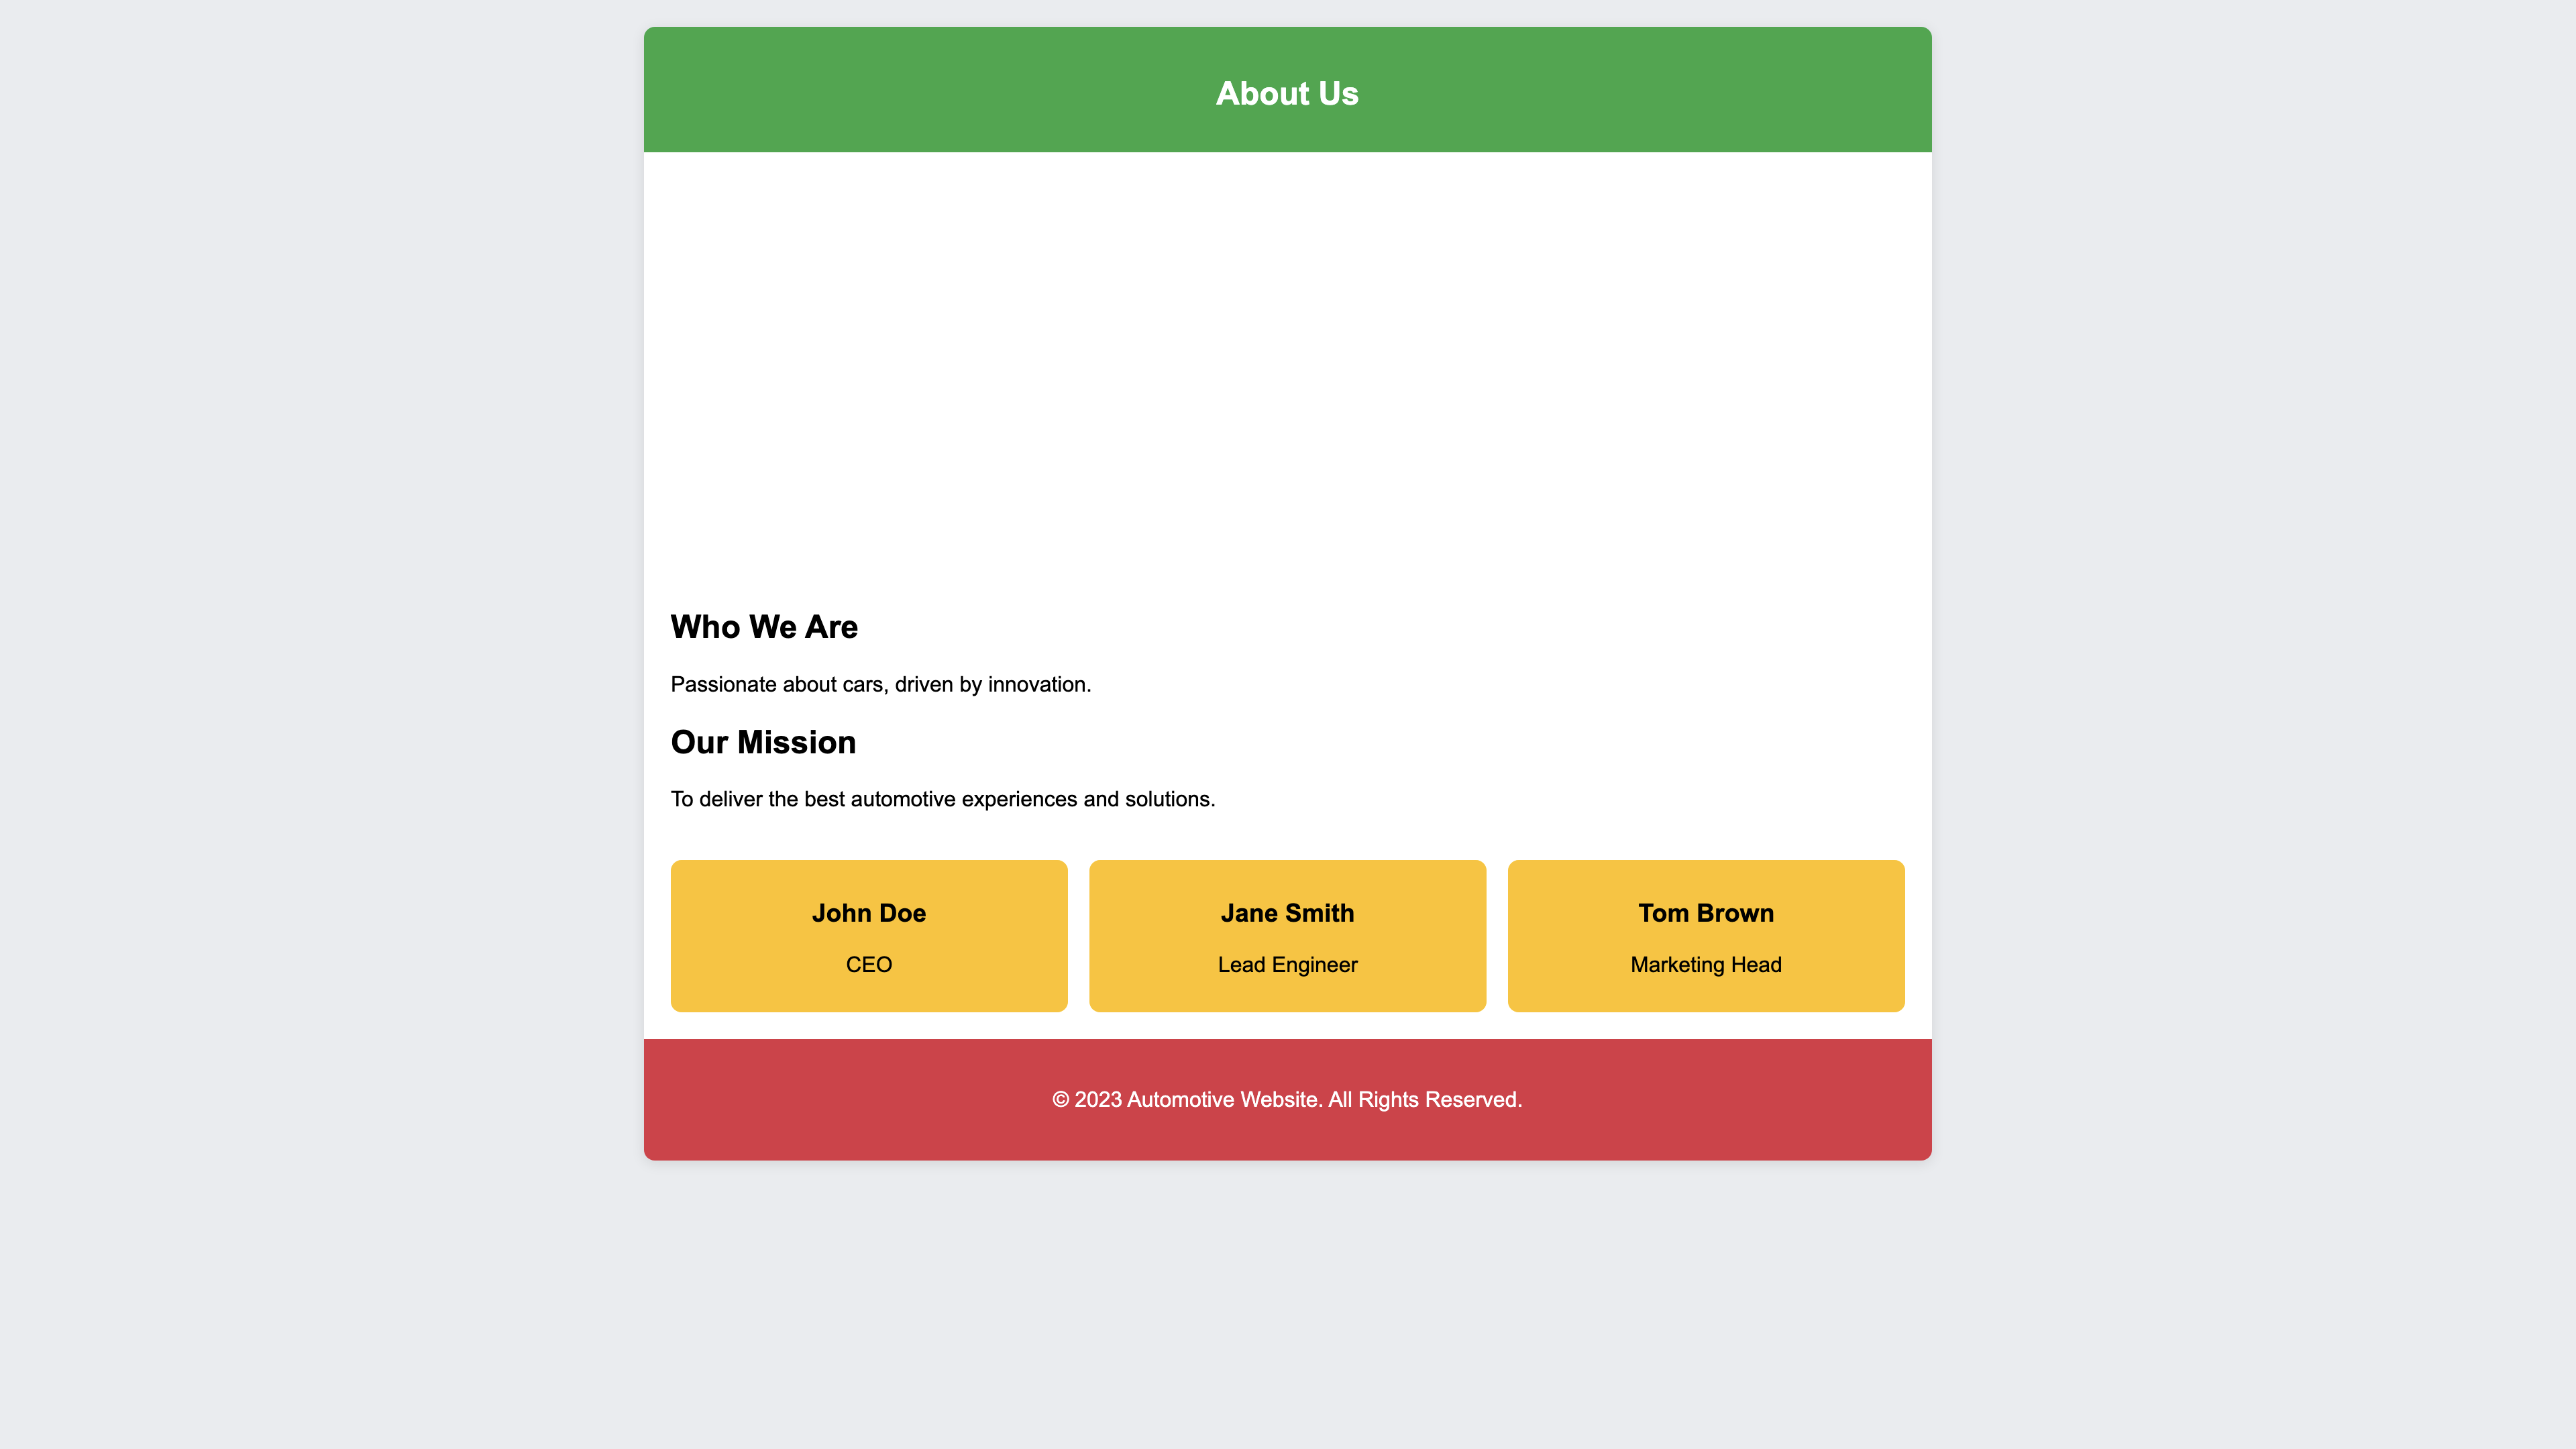 About Us
Who We Are
Passionate about cars, driven by innovation.
Our Mission
To deliver the best automotive experiences and solutions.
John Doe
CEO
Jane Smith
Lead Engineer
Tom Brown
Marketing Head
© 2023 Automotive Website. All Rights Reserved.